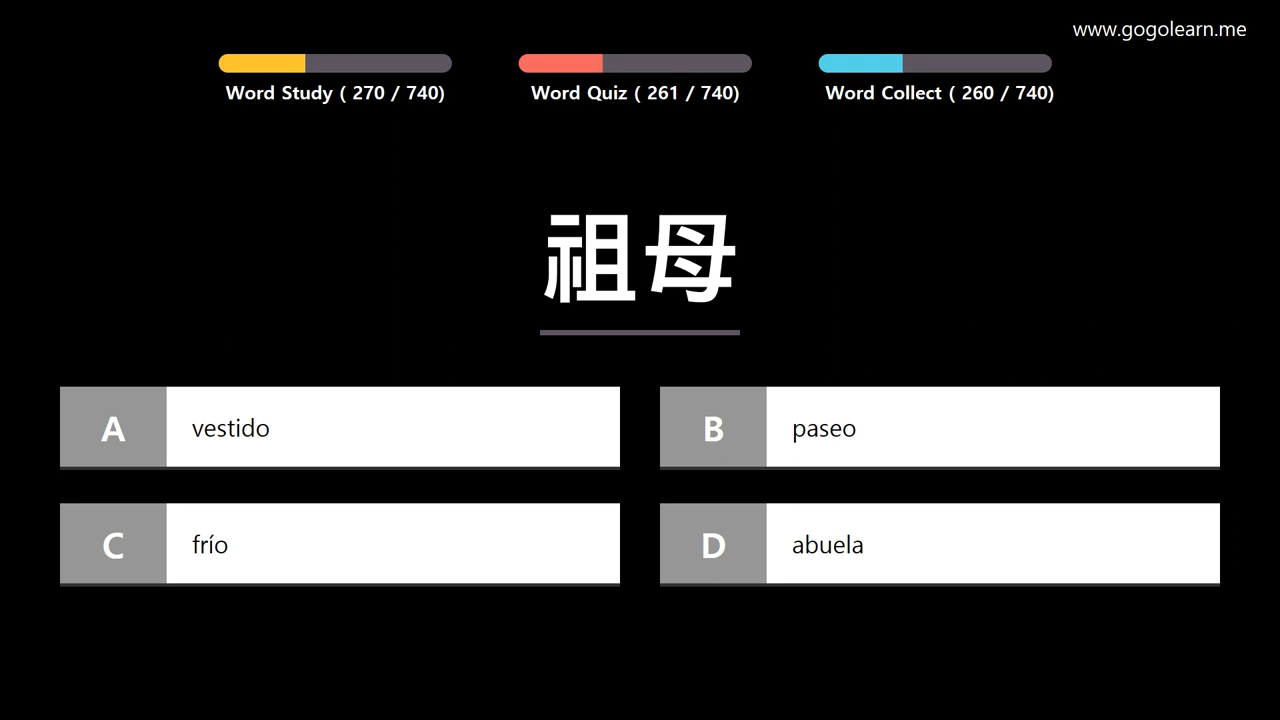 www.gogolearn.me
Word Study ( 270 / 740)
Word Quiz ( 261 / 740)
Word Collect ( 260 / 740)
祖母
A vestido
B paseo
C frío
D abuela